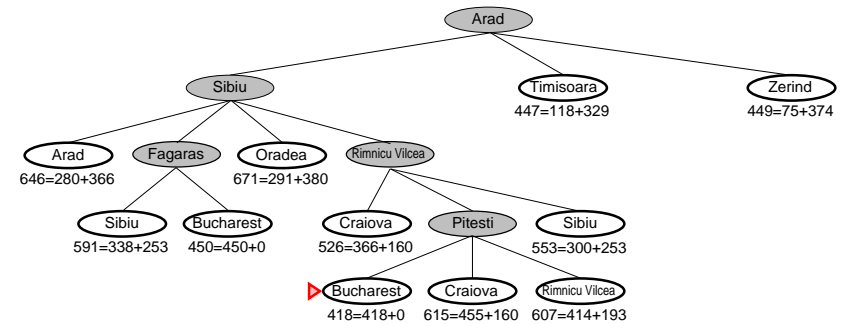 Arad
Sibiu
Timisoara
Zerind
447=118+329
449=75+374
Arad
Fagaras
Oradea
Rimnicu Vilcea
646=280+366
671=291+380
Sibiu
Bucharest
Craiova
Pitesti
Sibiu
591=338+253
450=450+0
526=366+160
553=300+253
Bucharest
Craiova
Rimnicu Vilcea
418=418+0
615=455+160
607=414+193